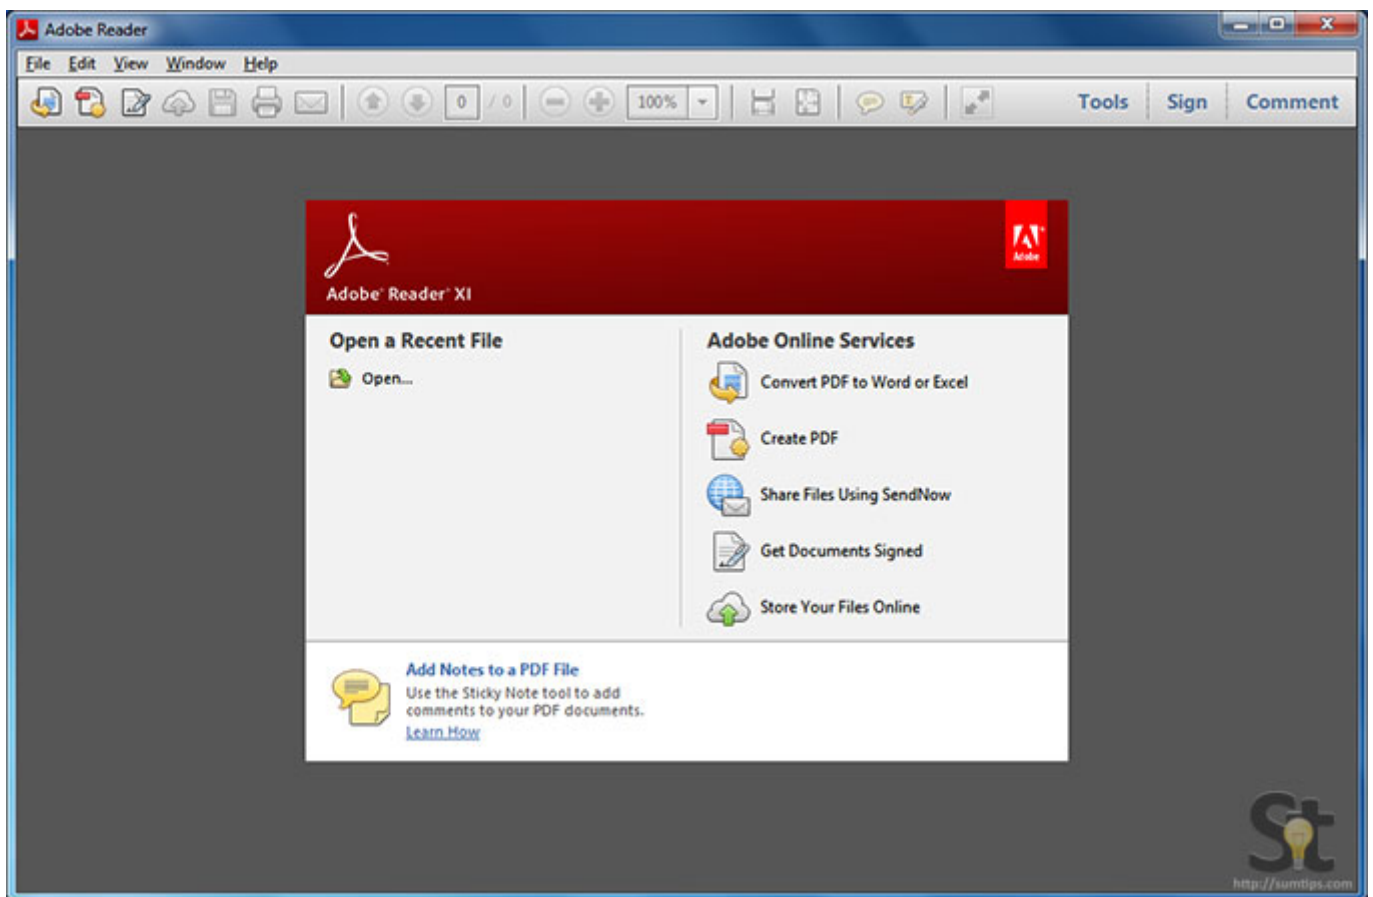 Adobe Reader
File Edit View Window Help
0 / 0 100% Tools Sign Comment
Adobe
Adobe® Reader® XI
Open a Recent File
Open...
Adobe Online Services
Convert PDF to Word or Excel
Create PDF
Share Files Using SendNow
Get Documents Signed
Store Your Files Online
Add Notes to a PDF File
Use the Sticky Note tool to add
comments to your PDF documents.
Learn How
St
http://sumtips.com